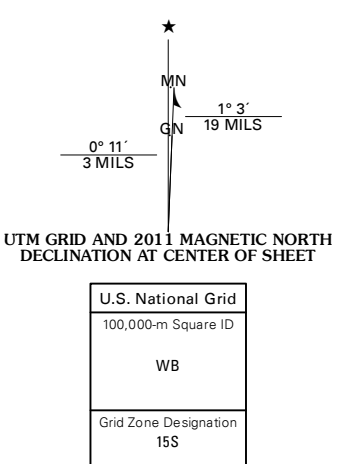 ★
MN
1° 3´
19 MILS
GN
0° 11´
3 MILS
UTM GRID AND 2011 MAGNETIC NORTH
DECLINATION AT CENTER OF SHEET
U.S. National Grid
100,000-m Square ID
WB
Grid Zone Designation
15S